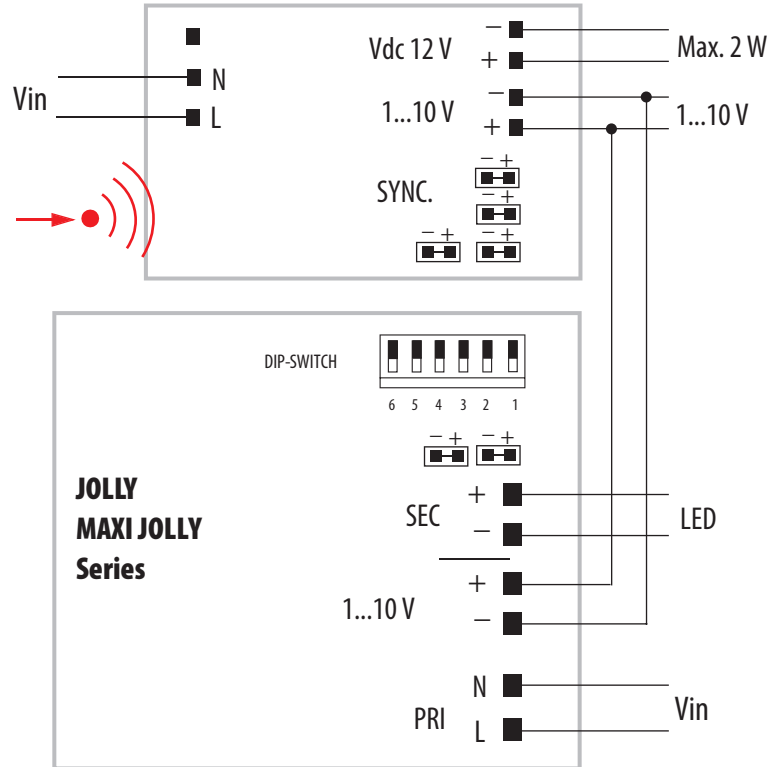 Vdc 12 V
−
+
Max. 2 W
N
Vin
L
1...10 V
−
+
1...10 V
SYNC.
− +
− +
− +
− +
DIP-SWITCH
6 5 4 3 2 1
− +
− +
JOLLY
MAXI JOLLY
Series
SEC
+
−
LED
1...10 V
+
−
PRI
N
L
Vin